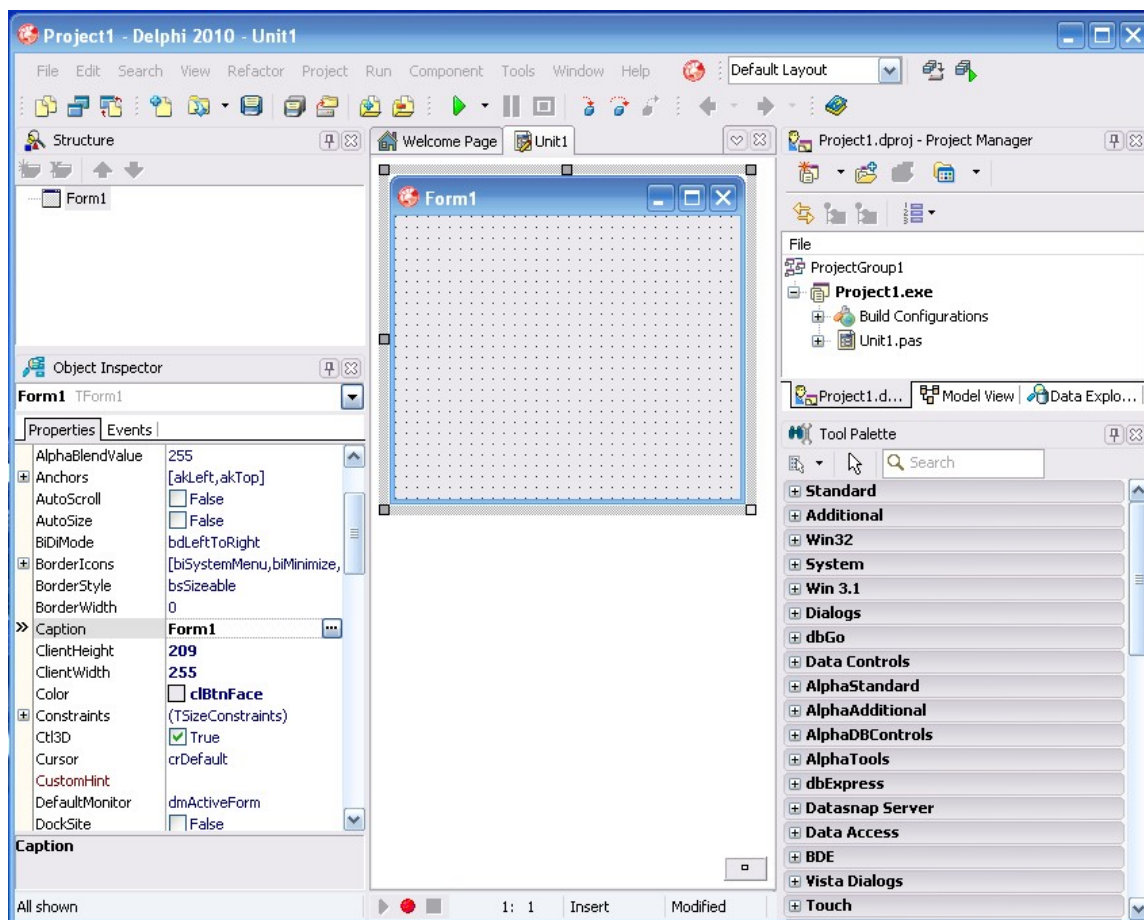 Project1 - Delphi 2010 - Unit1
File Edit Search View Refactor Project Run Component Tools Window Help
Default Layout
Structure
Form1
Object Inspector
Form1 TForm1
Properties Events
AlphaBlendValue 255
Anchors [akLeft,akTop]
AutoScroll False
AutoSize False
BiDiMode bdLeftToRight
BorderIcons [biSystemMenu,biMinimize,
BorderStyle bsSizeable
BorderWidth 0
Caption Form1
ClientHeight 209
ClientWidth 255
Color clBtnFace
Constraints (TSizeConstraints)
Ctl3D True
Cursor crDefault
CustomHint
DefaultMonitor dmActiveForm
DockSite False
Caption
All shown
Welcome Page Unit1
Form1
1: 1 Insert Modified
Project1.dproj - Project Manager
File
ProjectGroup1
Project1.exe
Build Configurations
Unit1.pas
Project1.d... Model View Data Explo...
Tool Palette
Search
Standard
Additional
Win32
System
Win 3.1
Dialogs
dbGo
Data Controls
AlphaStandard
AlphaAdditional
AlphaDBControls
AlphaTools
dbExpress
Datasnap Server
Data Access
BDE
Vista Dialogs
Touch